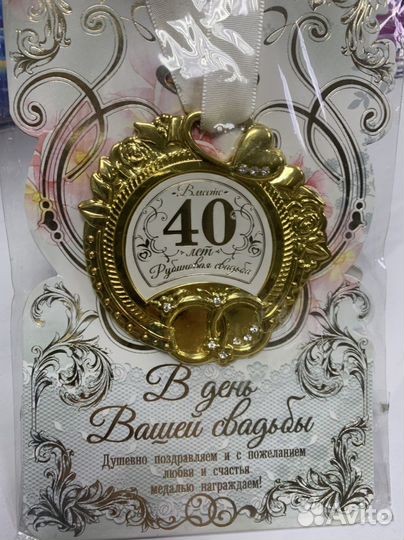 Вместе
40
лет
Рубиновая свадьба
В день
Вашей свадьбы
Душевно поздравляем и с пожеланием
любви и счастья
медалью награждаем!
Avito